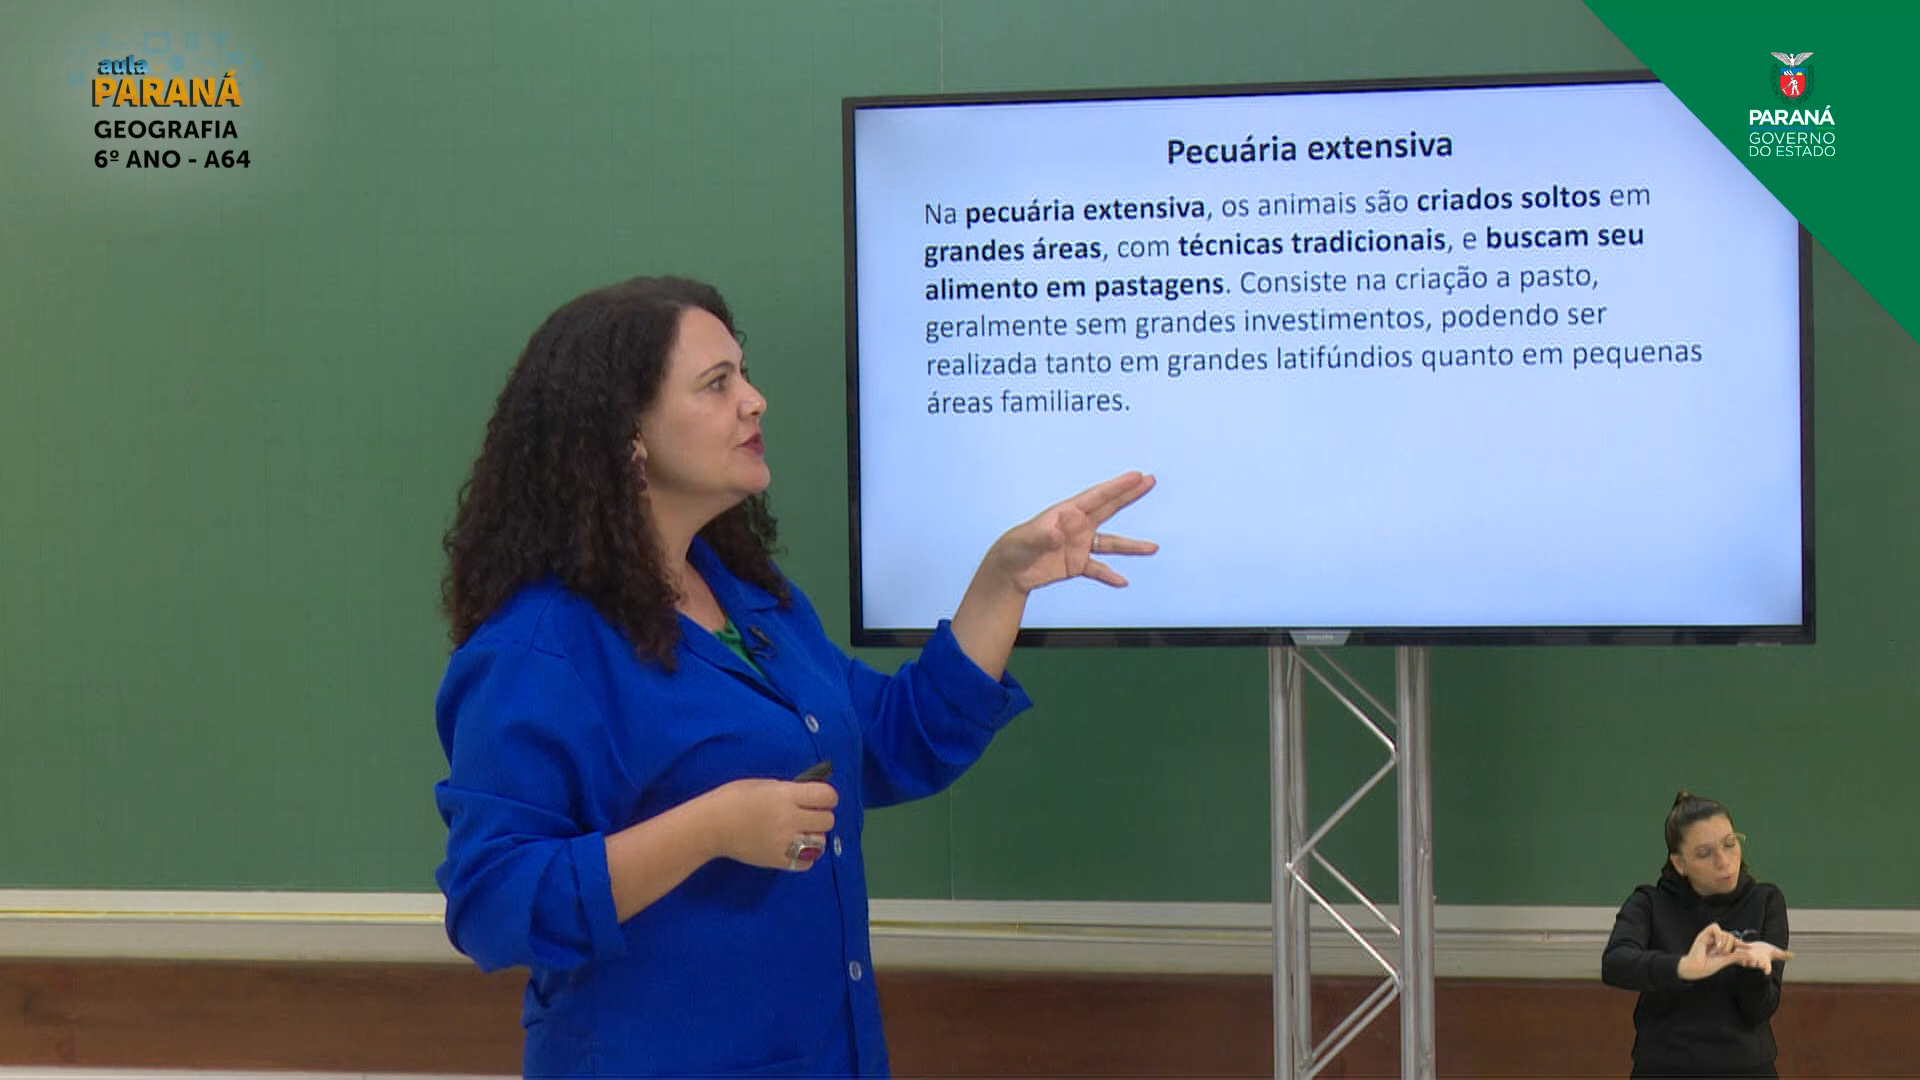 aula
PARANÁ
GEOGRAFIA
6º ANO - A64
PARANÁ
GOVERNO
DO ESTADO
Pecuária extensiva
Na pecuária extensiva, os animais são criados soltos em
grandes áreas, com técnicas tradicionais, e buscam seu
alimento em pastagens. Consiste na criação a pasto,
geralmente sem grandes investimentos, podendo ser
realizada tanto em grandes latifúndios quanto em pequenas
áreas familiares.
PHILIPS